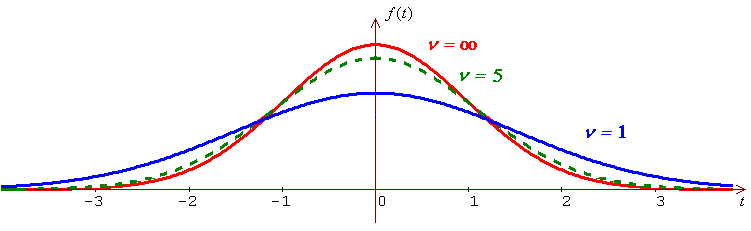 f(t)
ν = ∞
ν = 5
ν = 1
-3 -2 -1 0 1 2 3 t